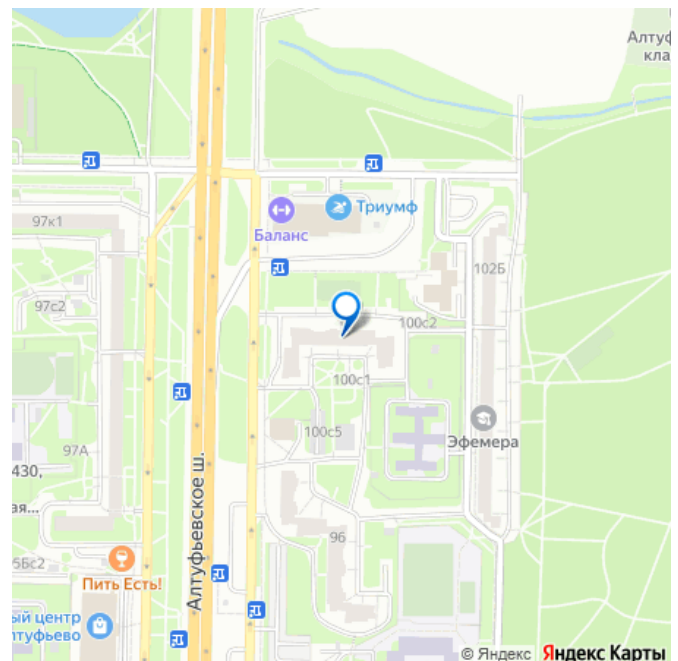 Алтуф
кла
97к1
Триумф
Баланс
102Б
97с2
100с2
100с1
100с5
Эфемера
97А
430,
ая...
96
Алтуфьевское ш.
5Бс2
Пить Есть!
ый центр
лтуфьево
© Яндекс Яндекс Карты